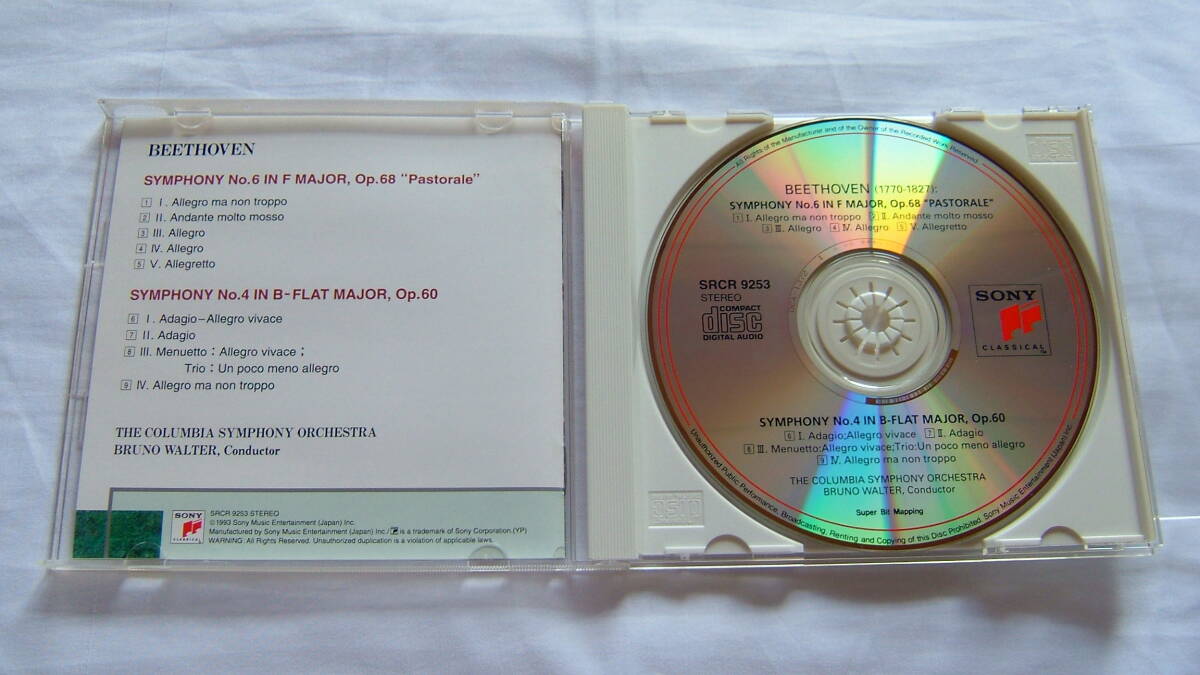 BEETHOVEN
SYMPHONY No.6 IN F MAJOR, Op.68 "Pastorale"
1 I. Allegro ma non troppo
2 II. Andante molto mosso
3 III. Allegro
4 IV. Allegro
5 V. Allegretto
SYMPHONY No.4 IN B-FLAT MAJOR, Op.60
6 I. Adagio–Allegro vivace
7 II. Adagio
8 III. Menuetto : Allegro vivace ;
Trio : Un poco meno allegro
9 IV. Allegro ma non troppo
THE COLUMBIA SYMPHONY ORCHESTRA
BRUNO WALTER, Conductor
SONY
CLASSICAL
SRCR 9253 STEREO
©1993 Sony Music Entertainment (Japan) Inc.
Manufactured by Sony Music Entertainment (Japan) Inc./ is a trademark of Sony Corporation.(YP)
WARNING: All Rights Reserved. Unauthorized duplication is a violation of applicable laws.
All Rights of the Manufacturer and of the Owner of the Recorded Work Reserved.
BEETHOVEN (1770-1827):
SYMPHONY No.6 IN F MAJOR, Op.68 "PASTORALE"
1 I. Allegro ma non troppo 2 II. Andante molto mosso
3 III. Allegro 4 IV. Allegro 5 V. Allegretto
SRCR 9253
STEREO
COMPACT
disc
DIGITAL AUDIO
SONY
CLASSICAL
TM
SYMPHONY No.4 IN B-FLAT MAJOR, Op.60
6 I. Adagio;Allegro vivace 7 II. Adagio
8 III. Menuetto:Allegro vivace;Trio:Un poco meno allegro
9 IV. Allegro ma non troppo
THE COLUMBIA SYMPHONY ORCHESTRA
BRUNO WALTER, Conductor
Super Bit Mapping
Unauthorized Public Performance, Broadcasting, Renting and Copying of this Disc Prohibited. Sony Music Entertainment (Japan) Inc.